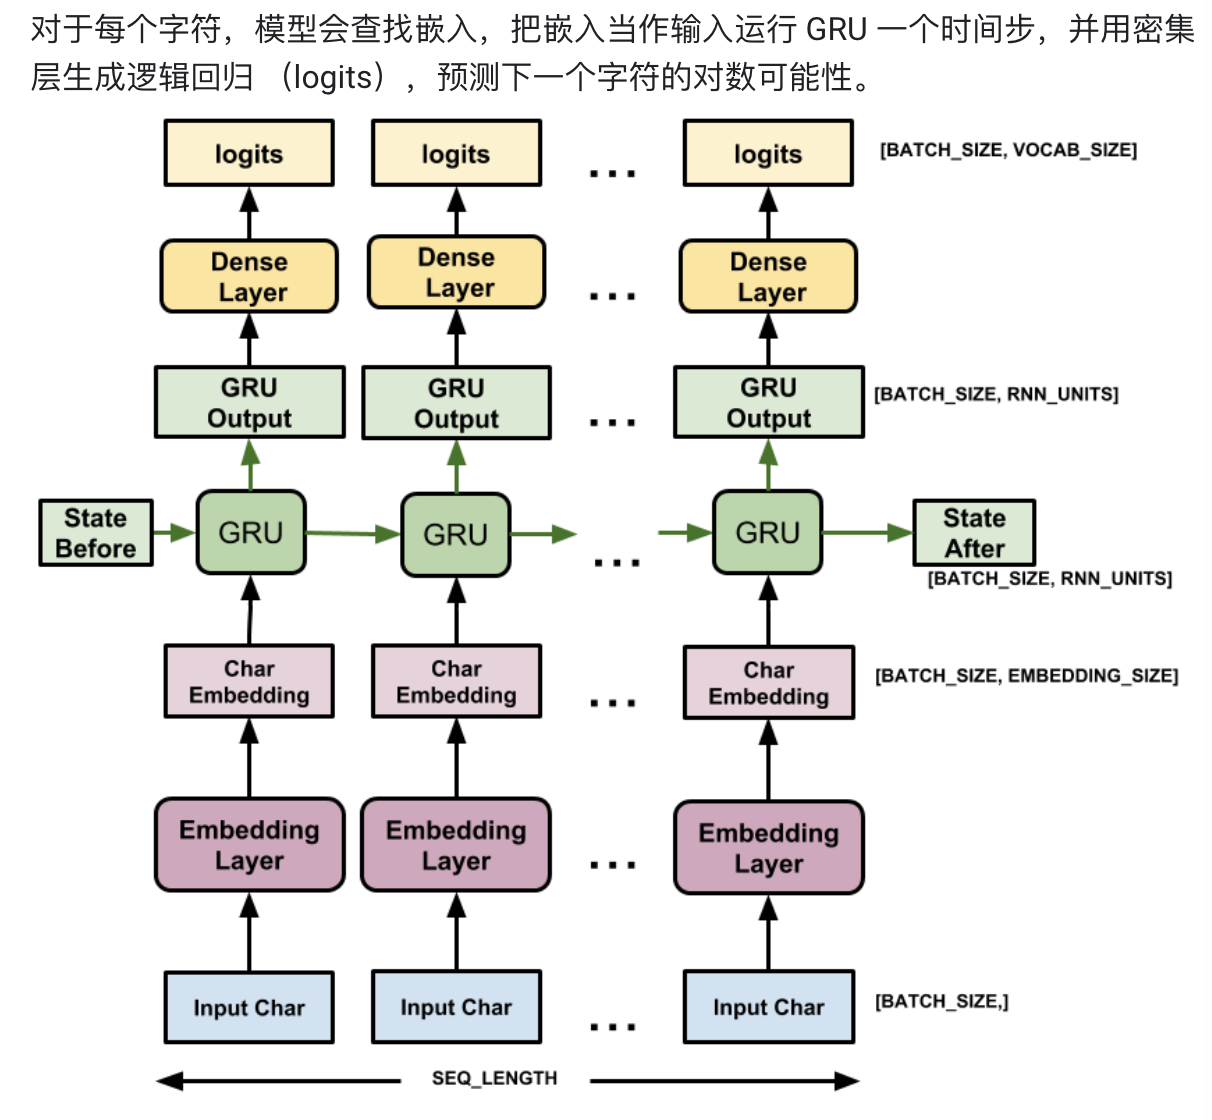 对于每个字符，模型会查找嵌入，把嵌入当作输入运行 GRU 一个时间步，并用密集
层生成逻辑回归 （logits），预测下一个字符的对数可能性。
logits
logits
...
logits
[BATCH_SIZE, VOCAB_SIZE]
Dense
Layer
Dense
Layer
...
Dense
Layer
GRU
Output
GRU
Output
...
GRU
Output
[BATCH_SIZE, RNN_UNITS]
State
Before
GRU
GRU
...
GRU
State
After
[BATCH_SIZE, RNN_UNITS]
Char
Embedding
Char
Embedding
...
Char
Embedding
[BATCH_SIZE, EMBEDDING_SIZE]
Embedding
Layer
Embedding
Layer
...
Embedding
Layer
Input Char
Input Char
...
Input Char
[BATCH_SIZE,]
SEQ_LENGTH